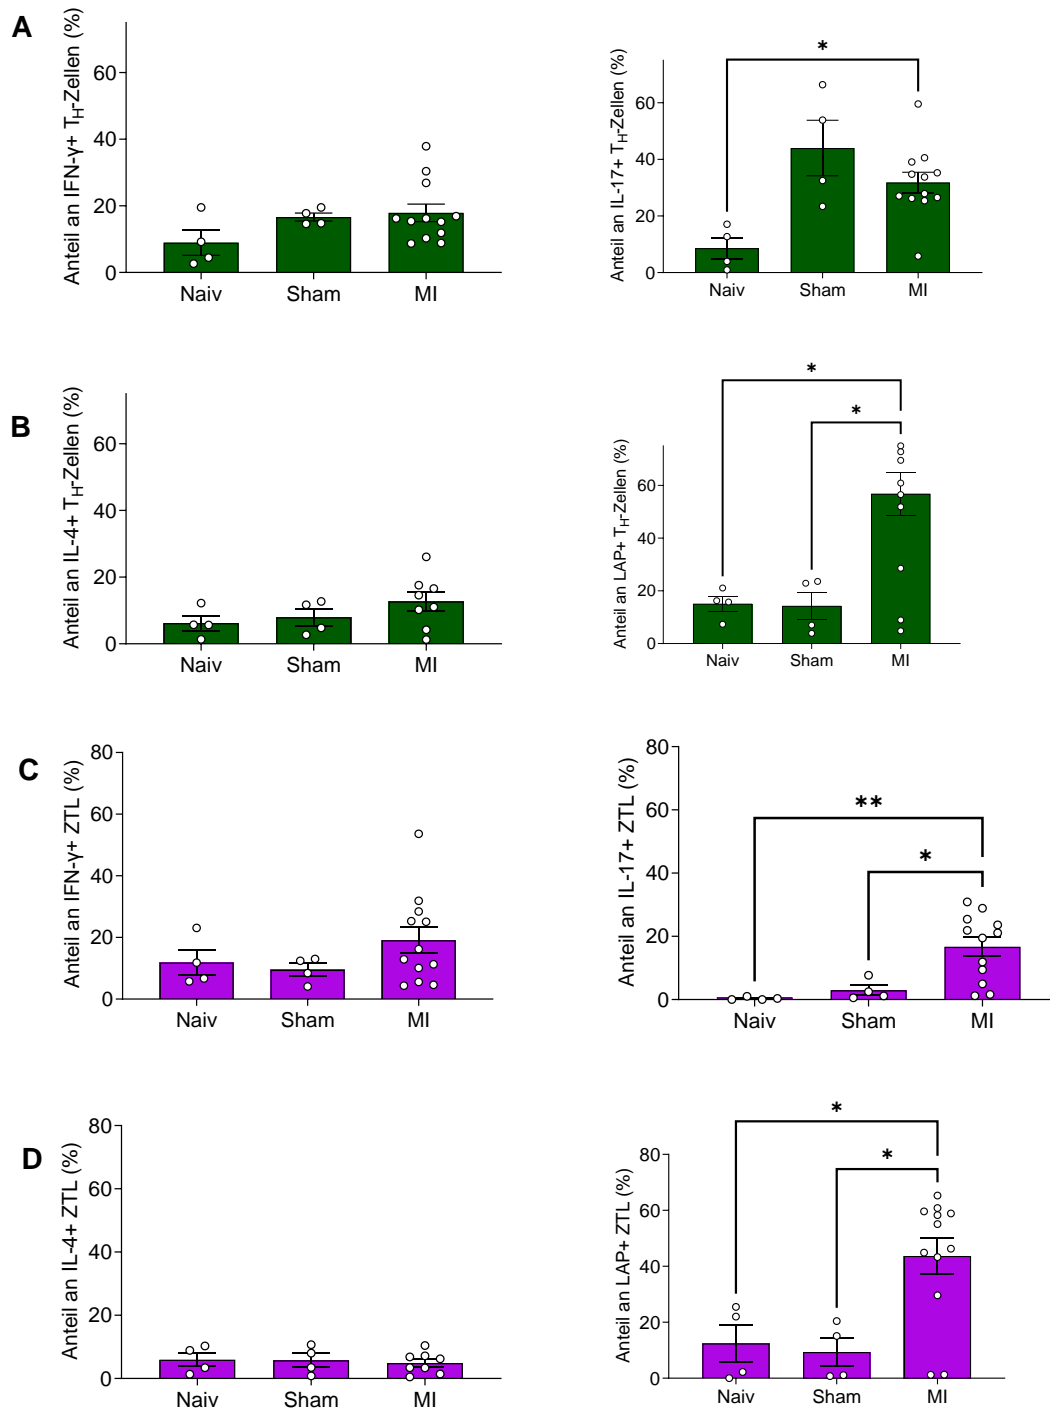 A
Anteil an IFN-γ+ TH-Zellen (%)
60
40
20
0
Naiv Sham MI
Anteil an IL-17+ TH-Zellen (%)
60
40
20
0
*
Naiv Sham MI
B
Anteil an IL-4+ TH-Zellen (%)
60
40
20
0
Naiv Sham MI
Anteil an LAP+ TH-Zellen (%)
60
40
20
0
*
*
Naiv Sham MI
C
Anteil an IFN-γ+ ZTL (%)
80
60
40
20
0
Naiv Sham MI
Anteil an IL-17+ ZTL (%)
80
60
40
20
0
**
*
Naiv Sham MI
D
Anteil an IL-4+ ZTL (%)
80
60
40
20
0
Naiv Sham MI
Anteil an LAP+ ZTL (%)
80
60
40
20
0
*
*
Naiv Sham MI